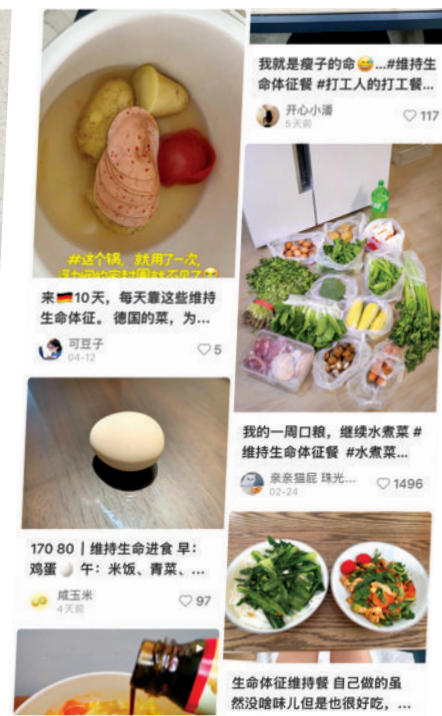 #这个锅，就用了一次，
来🇩🇪10天，每天靠这些维持
生命体征。德国的菜，为...
可豆子
04-12
5
170 80｜维持生命进食 早：
鸡蛋🥚 午：米饭、青菜、...
咸玉米
4天前
97
我就是瘦子的命😅...#维持生
命体征餐 #打工人的打工餐...
开心小潘
5天前
117
我的一周口粮，继续水煮菜 #
维持生命体征餐 #水煮菜...
亲亲猫屁 珠光...
02-24
1496
生命体征维持餐 自己做的虽
然没啥味儿但是也很好吃，...